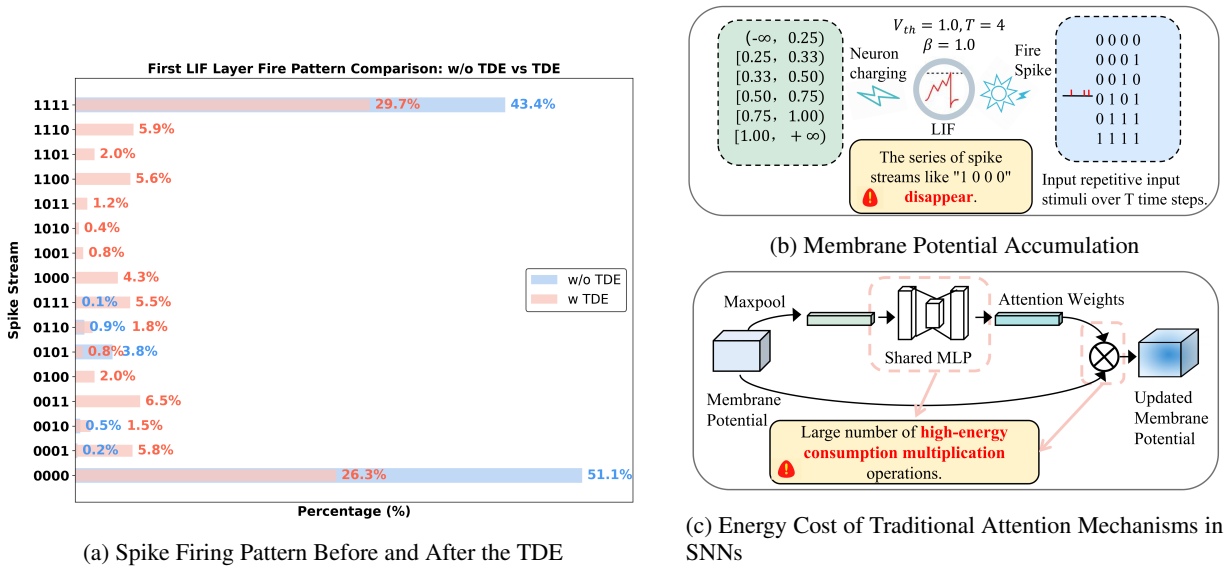 First LIF Layer Fire Pattern Comparison: w/o TDE vs TDE
Spike Stream
1111 29.7% 43.4%
1110 5.9%
1101 2.0%
1100 5.6%
1011 1.2%
1010 0.4%
1001 0.8%
1000 4.3%
0111 0.1% 5.5%
0110 0.9% 1.8%
0101 0.8% 3.8%
0100 2.0%
0011 6.5%
0010 0.5% 1.5%
0001 0.2% 5.8%
0000 26.3% 51.1%
w/o TDE
w TDE
Percentage (%)
(a) Spike Firing Pattern Before and After the TDE
(-∞, 0.25)
[0.25, 0.33)
[0.33, 0.50)
[0.50, 0.75)
[0.75, 1.00)
[1.00, +∞)
Neuron
charging
V_th = 1.0, T = 4
β = 1.0
LIF
Fire
Spike
0 0 0 0
0 0 0 1
0 0 1 0
0 1 0 1
0 1 1 1
1 1 1 1
The series of spike
streams like "1 0 0 0"
disappear.
Input repetitive input
stimuli over T time steps.
(b) Membrane Potential Accumulation
Maxpool
Attention Weights
Shared MLP
Membrane
Potential
Updated
Membrane
Potential
Large number of high-energy
consumption multiplication
operations.
(c) Energy Cost of Traditional Attention Mechanisms in
SNNs